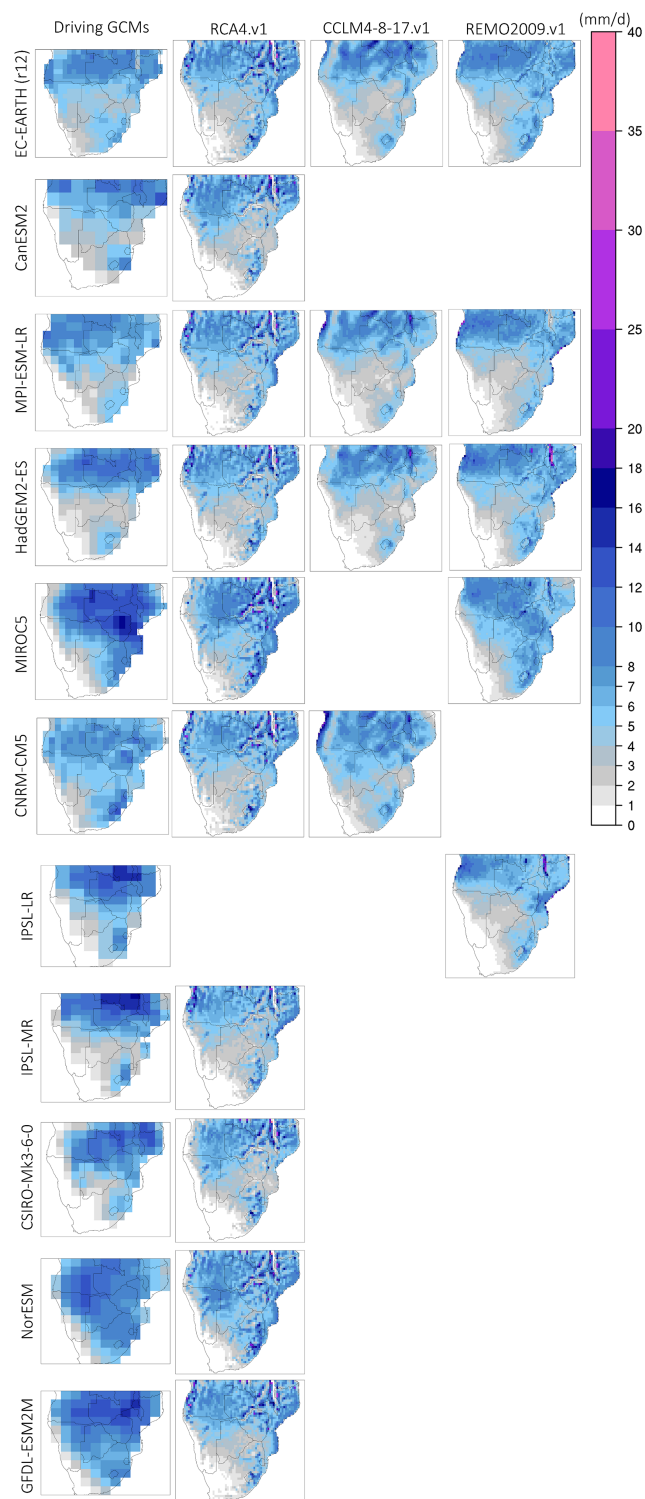 Driving GCMs RCA4.v1 CCLM4-8-17.v1 REMO2009.v1 (mm/d)
EC-EARTH (r12)
CanESM2
MPI-ESM-LR
HadGEM2-ES
MIROC5
CNRM-CM5
IPSL-LR
IPSL-MR
CSIRO-Mk3-6-0
NorESM
GFDL-ESM2M
40
35
30
25
20
18
16
14
12
10
8
7
6
5
4
3
2
1
0